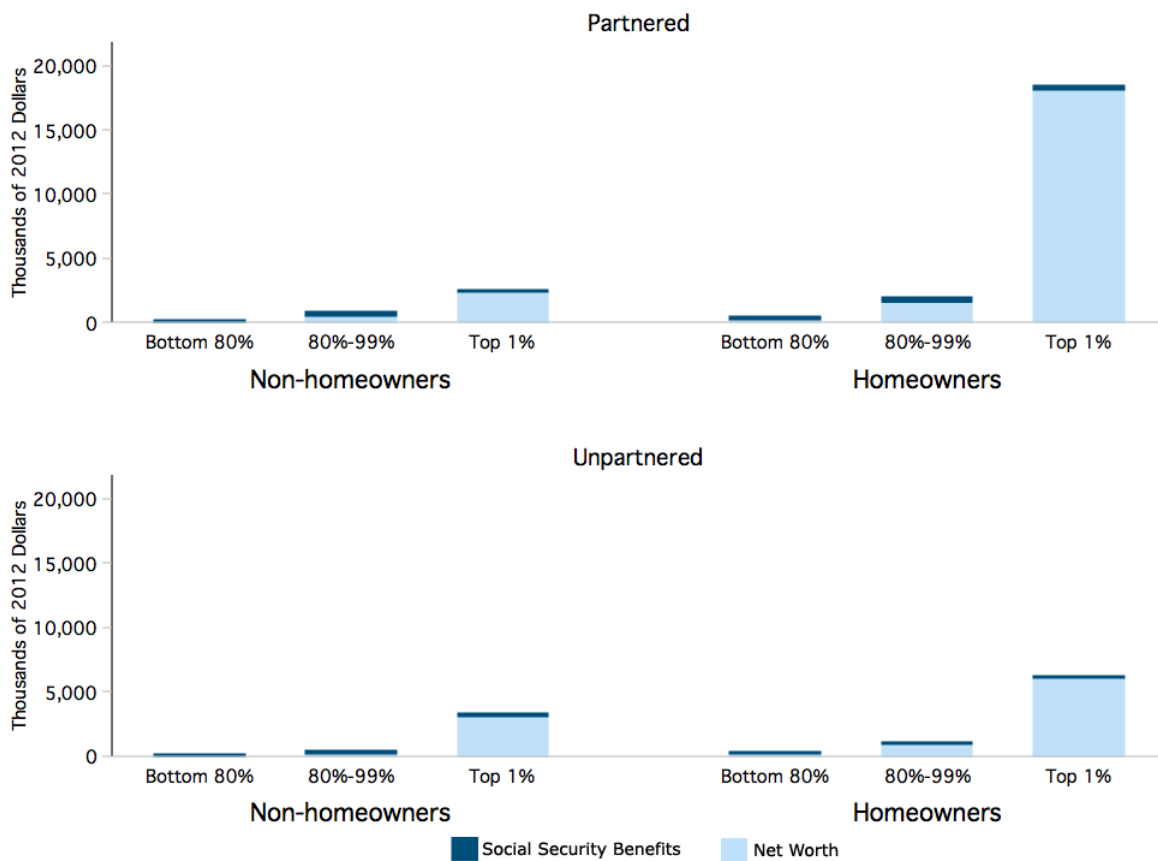 Partnered
Thousands of 2012 Dollars
20,000
15,000
10,000
5,000
0
Bottom 80% 80%-99% Top 1% Bottom 80% 80%-99% Top 1%
Non-homeowners Homeowners
Unpartnered
Thousands of 2012 Dollars
20,000
15,000
10,000
5,000
0
Bottom 80% 80%-99% Top 1% Bottom 80% 80%-99% Top 1%
Non-homeowners Homeowners
Social Security Benefits Net Worth